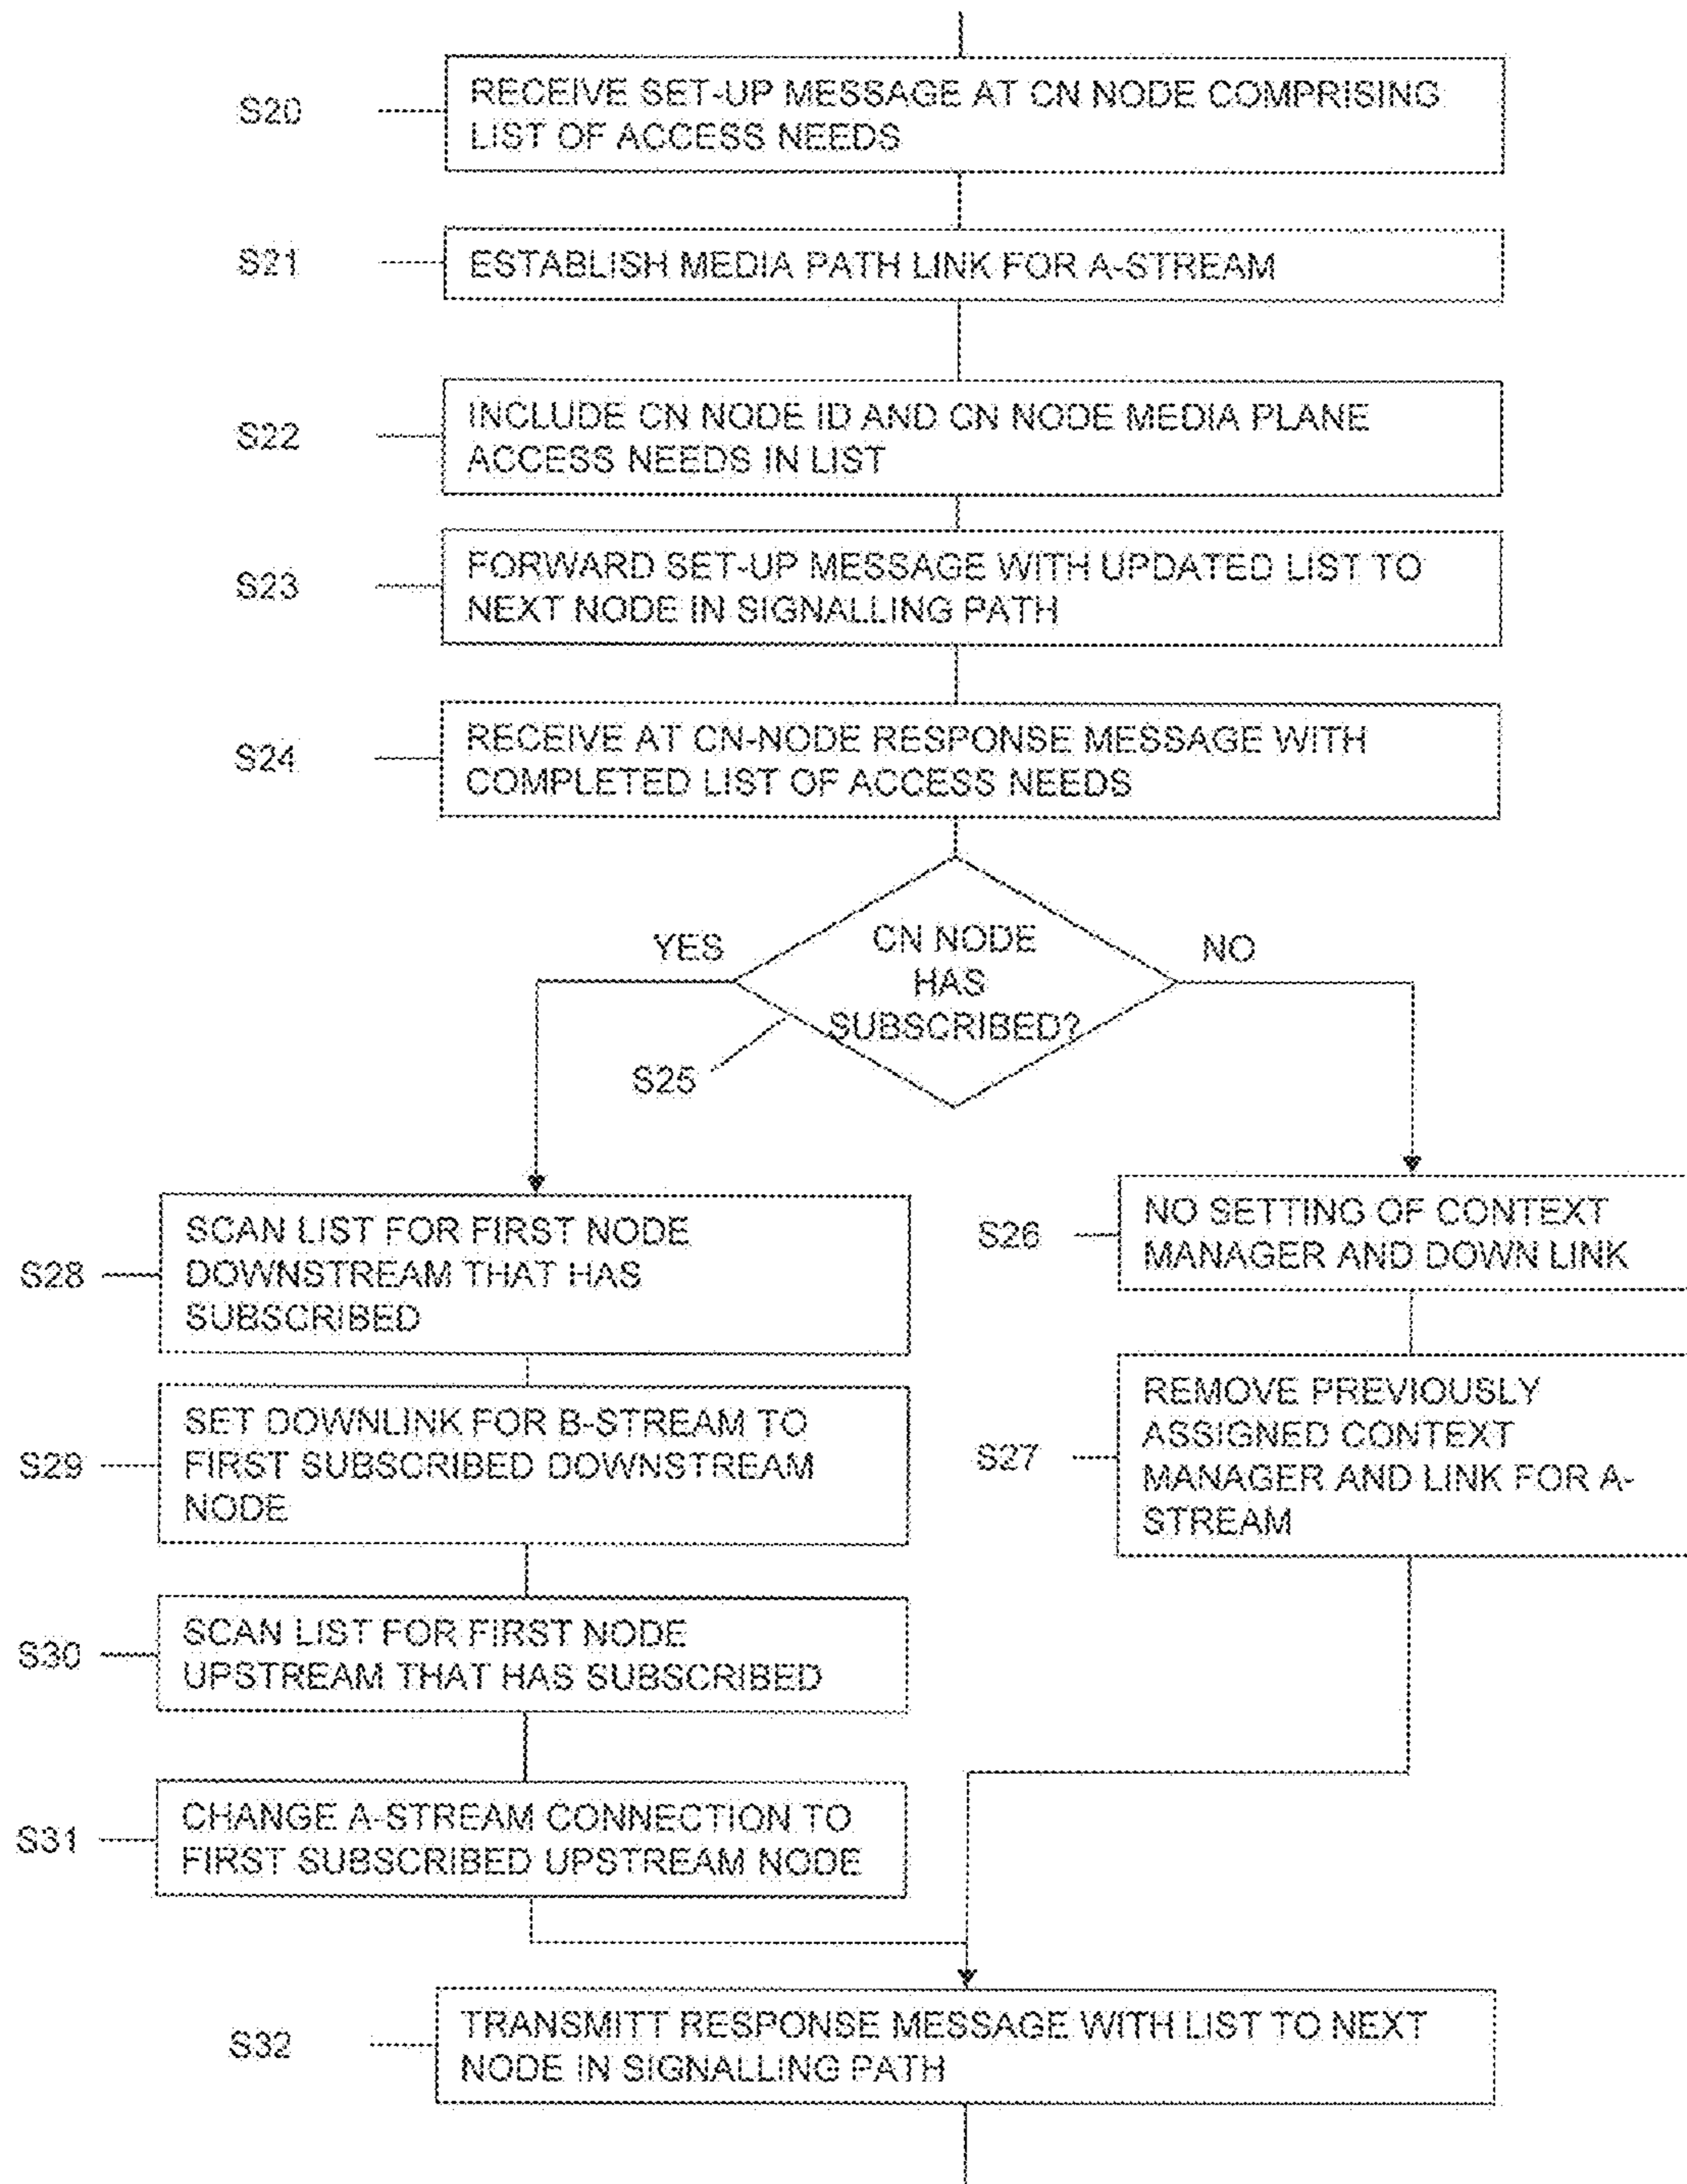 S20
RECEIVE SET-UP MESSAGE AT CN NODE COMPRISING
LIST OF ACCESS NEEDS
S21
ESTABLISH MEDIA PATH LINK FOR A-STREAM
S22
INCLUDE CN NODE ID AND CN NODE MEDIA PLANE
ACCESS NEEDS IN LIST
S23
FORWARD SET-UP MESSAGE WITH UPDATED LIST TO
NEXT NODE IN SIGNALLING PATH
S24
RECEIVE AT CN-NODE RESPONSE MESSAGE WITH
COMPLETED LIST OF ACCESS NEEDS
YES
CN NODE
HAS
SUBSCRIBED?
NO
S25
S28
SCAN LIST FOR FIRST NODE
DOWNSTREAM THAT HAS
SUBSCRIBED
S29
SET DOWNLINK FOR B-STREAM TO
FIRST SUBSCRIBED DOWNSTREAM
NODE
S30
SCAN LIST FOR FIRST NODE
UPSTREAM THAT HAS SUBSCRIBED
S31
CHANGE A-STREAM CONNECTION TO
FIRST SUBSCRIBED UPSTREAM NODE
S26
NO SETTING OF CONTEXT
MANAGER AND DOWN LINK
S27
REMOVE PREVIOUSLY
ASSIGNED CONTEXT
MANAGER AND LINK FOR A-
STREAM
S32
TRANSMITT RESPONSE MESSAGE WITH LIST TO NEXT
NODE IN SIGNALLING PATH